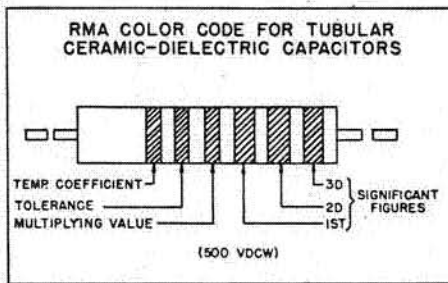 RMA COLOR CODE FOR TUBULAR
CERAMIC-DIELECTRIC CAPACITORS
TEMP. COEFFICIENT
TOLERANCE
MULTIPLYING VALUE
3D
2D
1ST
SIGNIFICANT
FIGURES
(500 VDCW)